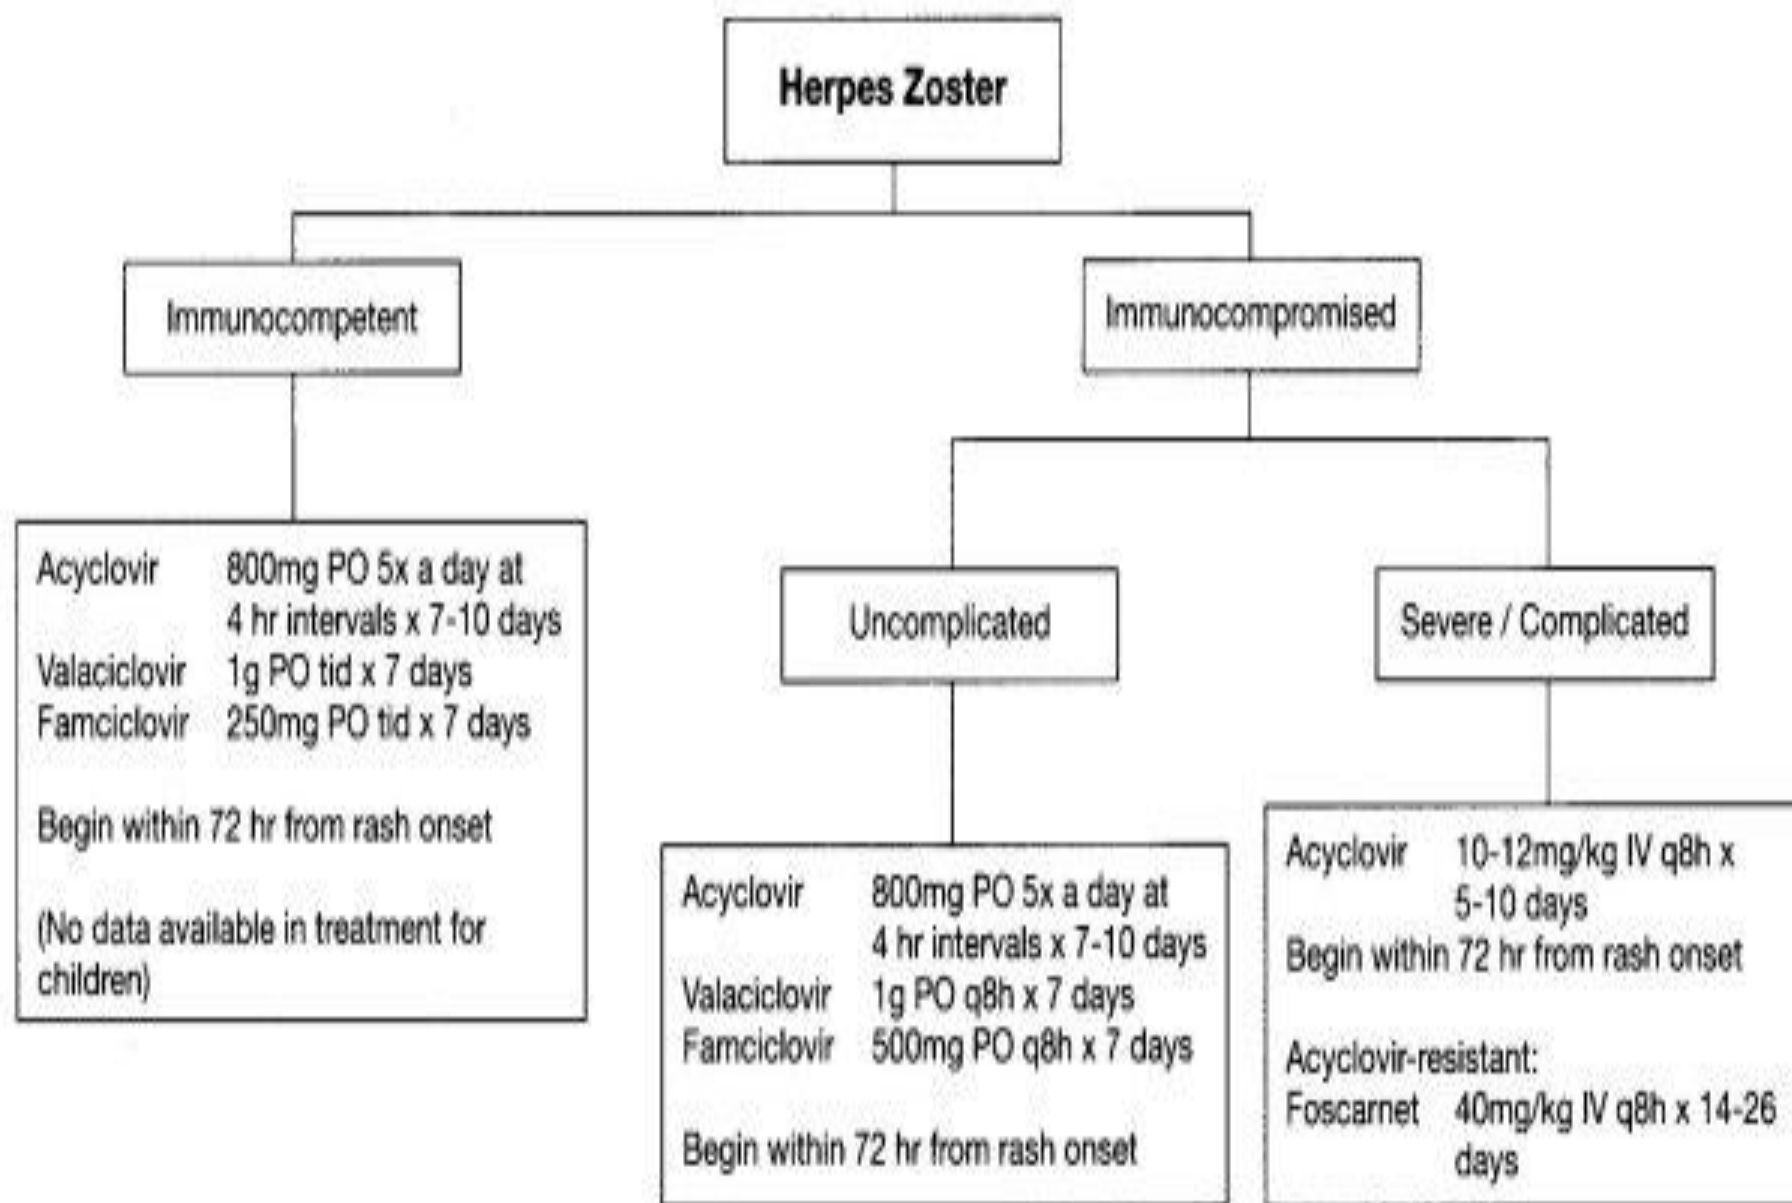 Herpes Zoster
Immunocompetent
Immunocompromised
Acyclovir 800mg PO 5x a day at
4 hr intervals x 7-10 days
Valaciclovir 1g PO tid x 7 days
Famciclovir 250mg PO tid x 7 days
Begin within 72 hr from rash onset
(No data available in treatment for
children)
Uncomplicated
Severe / Complicated
Acyclovir 800mg PO 5x a day at
4 hr intervals x 7-10 days
Valaciclovir 1g PO q8h x 7 days
Famciclovir 500mg PO q8h x 7 days
Begin within 72 hr from rash onset
Acyclovir 10-12mg/kg IV q8h x
5-10 days
Begin within 72 hr from rash onset
Acyclovir-resistant:
Foscarnet 40mg/kg IV q8h x 14-26
days